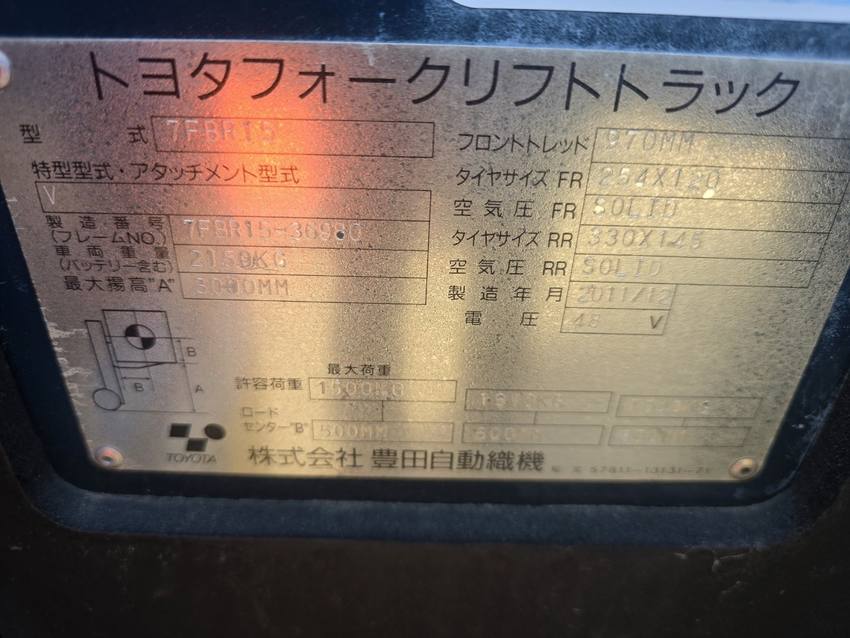 トヨタフォークリフトトラック
型 式 7FBR15
特型型式・アタッチメント型式
V
製造番号
(フレームNO.) 7FBR15-36980
車両重量
(バッテリー含む) 2150KG
最大揚高"A" 3000MM
フロントトレッド 970MM
タイヤサイズ FR 254X120
空気圧 FR SOLID
タイヤサイズ RR 330X145
空気圧 RR SOLID
製造年月 2011/12
電圧 48 V
B
B
A
最大荷重
許容荷重 1500KG
ロード
センター"B" 500MM 600MM
TOYOTA
株式会社 豊田自動織機